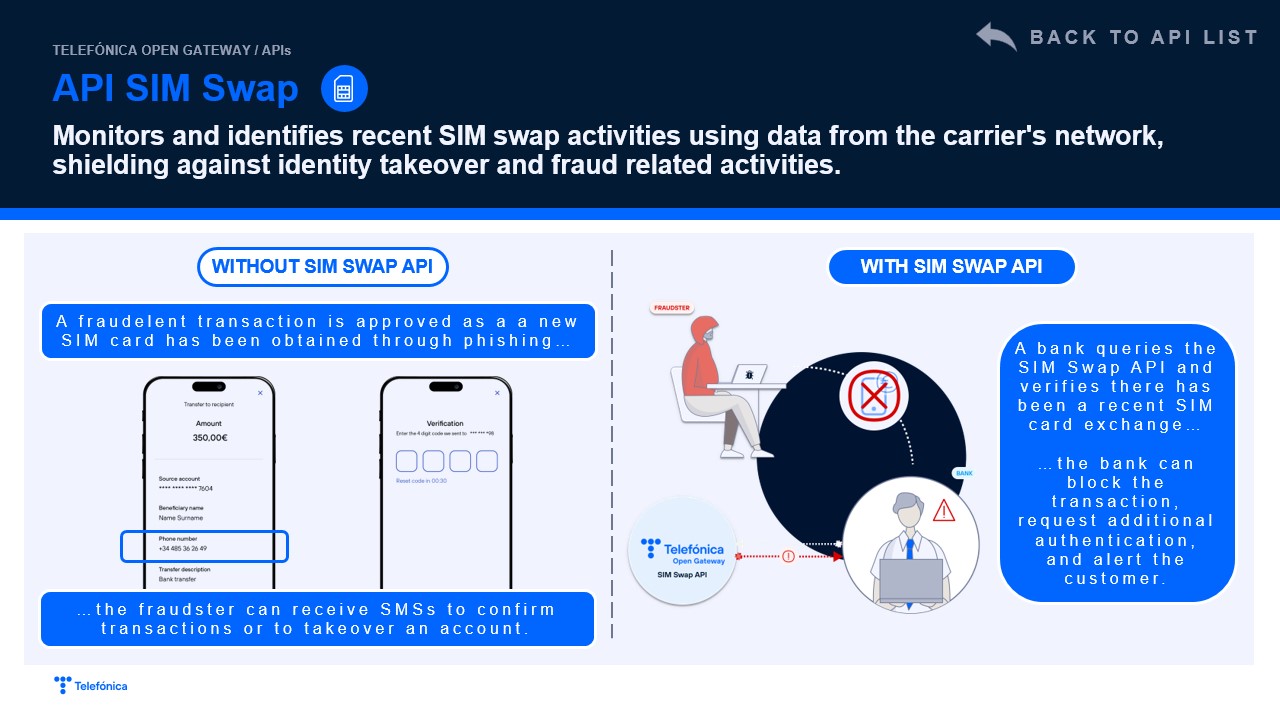 BACK TO API LIST
TELEFÓNICA OPEN GATEWAY / APIs
API SIM Swap
Monitors and identifies recent SIM swap activities using data from the carrier's network,
shielding against identity takeover and fraud related activities.
WITHOUT SIM SWAP API
A fraudelent transaction is approved as a a new
SIM card has been obtained through phishing…
Transfer to recipient
Amount
350,00€
Source account
**** **** **** 7604
Beneficiary name
Name Surname
Phone number
+34 485 36 26 49
Transfer description
Bank transfer
Verification
Enter the 4 digit code we sent to *** *** *98
Reset code in 00:30
…the fraudster can receive SMSs to confirm
transactions or to takeover an account.
WITH SIM SWAP API
FRAUDSTER
BANK
Telefónica
Open Gateway
SIM Swap API
A bank queries the
SIM Swap API and
verifies there has
been a recent SIM
card exchange…
…the bank can
block the
transaction,
request additional
authentication,
and alert the
customer.
Telefónica